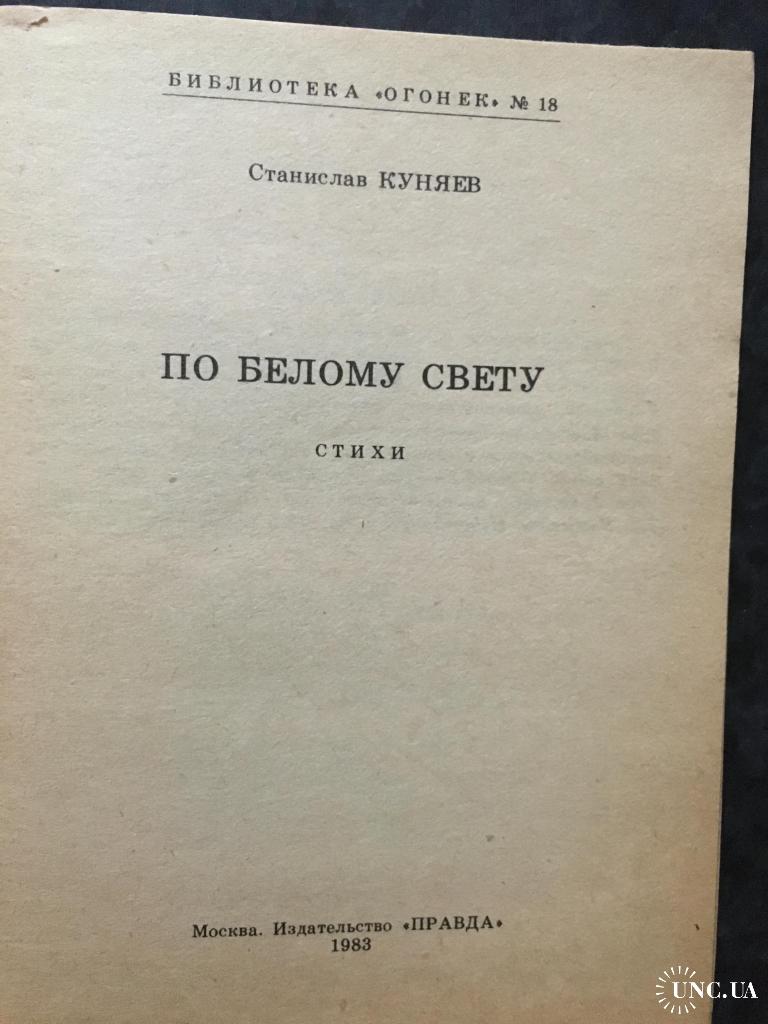 БИБЛИОТЕКА «ОГОНЕК» № 18
Станислав КУНЯЕВ
ПО БЕЛОМУ СВЕТУ
СТИХИ
Москва. Издательство «ПРАВДА»
1983
UNC.UA